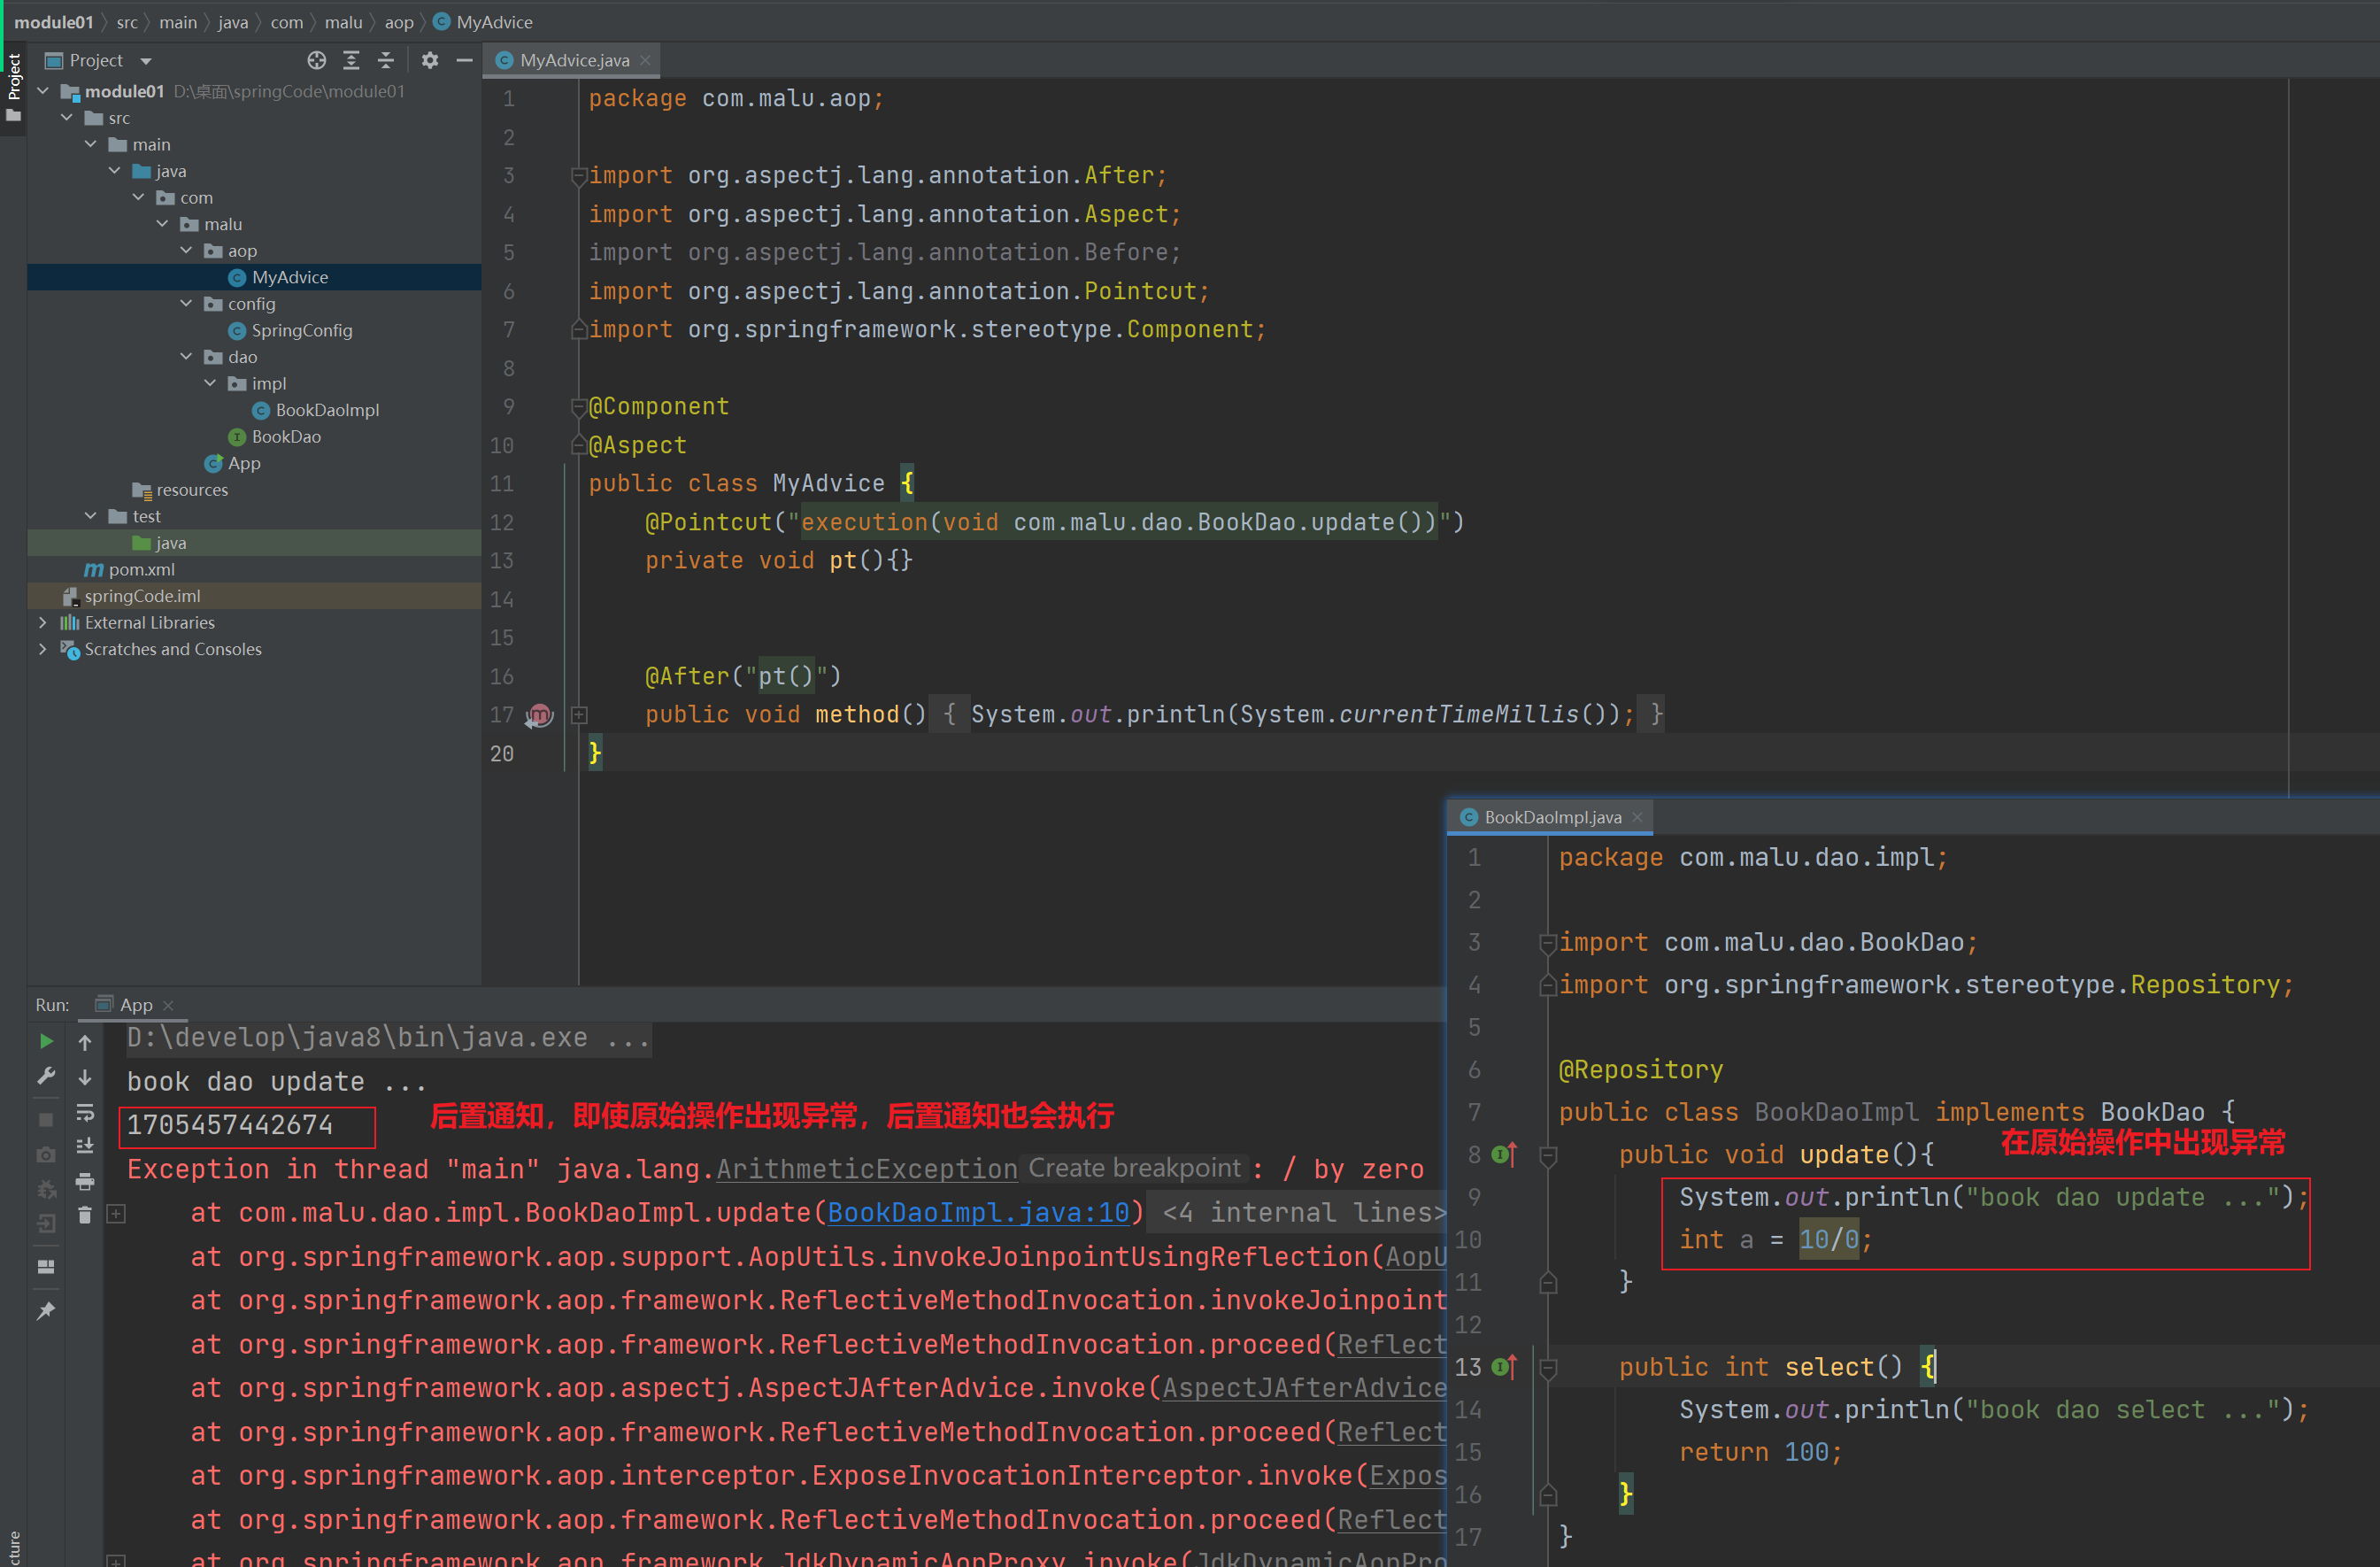 module01 〉 src 〉 main 〉 java 〉 com 〉 malu 〉 aop 〉 MyAdvice
Project
Project
module01 D:\桌面\springCode\module01
src
main
java
com
malu
aop
MyAdvice
config
SpringConfig
dao
impl
BookDaoImpl
BookDao
App
resources
test
java
pom.xml
springCode.iml
External Libraries
Scratches and Consoles
MyAdvice.java
1 package com.malu.aop;
2
3 import org.aspectj.lang.annotation.After;
4 import org.aspectj.lang.annotation.Aspect;
5 import org.aspectj.lang.annotation.Before;
6 import org.aspectj.lang.annotation.Pointcut;
7 import org.springframework.stereotype.Component;
8
9 @Component
10 @Aspect
11 public class MyAdvice {
12 @Pointcut("execution(void com.malu.dao.BookDao.update())")
13 private void pt(){}
14
15
16 @After("pt()")
17 public void method() { System.out.println(System.currentTimeMillis()); }
20 }
Run: App
D:\develop\java8\bin\java.exe ...
book dao update ...
1705457442674
后置通知，即使原始操作出现异常，后置通知也会执行
Exception in thread "main" java.lang.ArithmeticException Create breakpoint : / by zero
at com.malu.dao.impl.BookDaoImpl.update(BookDaoImpl.java:10) <4 internal lines>
at org.springframework.aop.support.AopUtils.invokeJoinpointUsingReflection(AopU
at org.springframework.aop.framework.ReflectiveMethodInvocation.invokeJoinpoint
at org.springframework.aop.framework.ReflectiveMethodInvocation.proceed(Reflect
at org.springframework.aop.aspectj.AspectJAfterAdvice.invoke(AspectJAfterAdvice
at org.springframework.aop.framework.ReflectiveMethodInvocation.proceed(Reflect
at org.springframework.aop.interceptor.ExposeInvocationInterceptor.invoke(Expos
at org.springframework.aop.framework.ReflectiveMethodInvocation.proceed(Reflect
at org.springframework.aop.framework.JdkDynamicAopProxy.invoke(JdkDynamicAopPro
cture
BookDaoImpl.java
1 package com.malu.dao.impl;
2
3 import com.malu.dao.BookDao;
4 import org.springframework.stereotype.Repository;
5
6 @Repository
7 public class BookDaoImpl implements BookDao {
在原始操作中出现异常
8 public void update(){
9 System.out.println("book dao update ...");
10 int a = 10/0;
11 }
12
13 public int select() {
14 System.out.println("book dao select ...");
15 return 100;
16 }
17 }